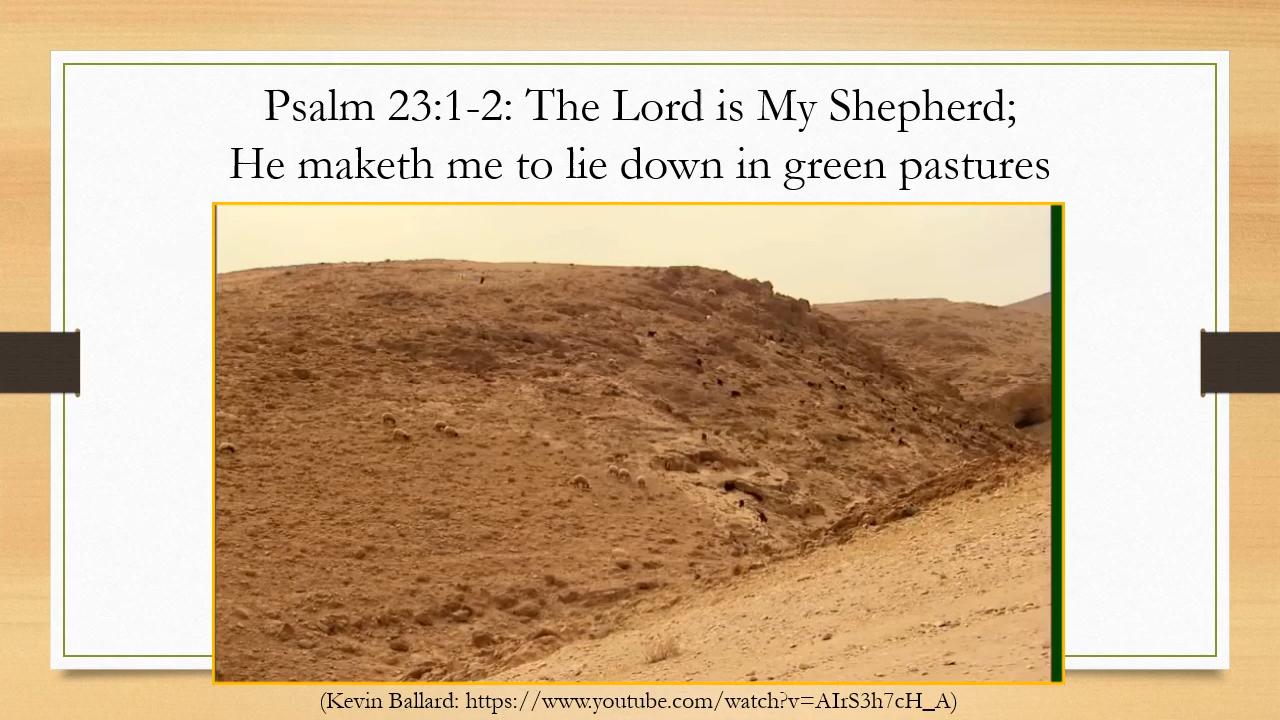 Psalm 23:1-2: The Lord is My Shepherd;
He maketh me to lie down in green pastures
(Kevin Ballard: https://www.youtube.com/watch?v=AIrS3h7cH_A)